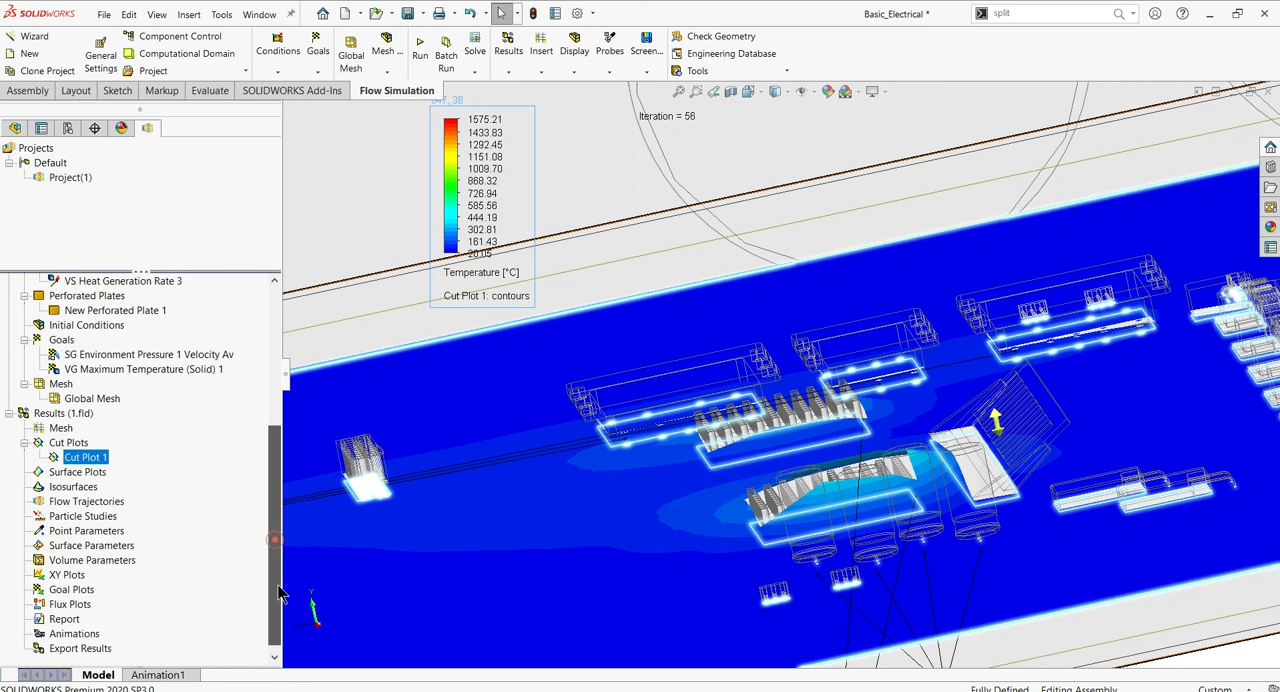 SOLIDWORKS File Edit View Insert Tools Window Basic_Electrical * split
Wizard
New
Clone Project
General Settings
Component Control
Computational Domain
Project
Conditions
Goals
Global Mesh
Mesh ...
Run
Batch Run
Solve
Results
Insert
Display
Probes
Screen...
Check Geometry
Engineering Database
Tools
Assembly Layout Sketch Markup Evaluate SOLIDWORKS Add-Ins Flow Simulation
Projects
Default
Project(1)
VS Heat Generation Rate 3
Perforated Plates
New Perforated Plate 1
Initial Conditions
Goals
SG Environment Pressure 1 Velocity Av
VG Maximum Temperature (Solid) 1
Mesh
Global Mesh
Results (1.fld)
Mesh
Cut Plots
Cut Plot 1
Surface Plots
Isosurfaces
Flow Trajectories
Particle Studies
Point Parameters
Surface Parameters
Volume Parameters
XY Plots
Goal Plots
Flux Plots
Report
Animations
Export Results
1575.21
1433.83
1292.45
1151.08
1009.70
868.32
726.94
585.56
444.19
302.81
161.43
20.05
Temperature [°C]
Cut Plot 1: contours
Iteration = 56
Y
Model Animation1
SOLIDWORKS Premium 2020 SP3.0 Fully Defined Editing Assembly Custom